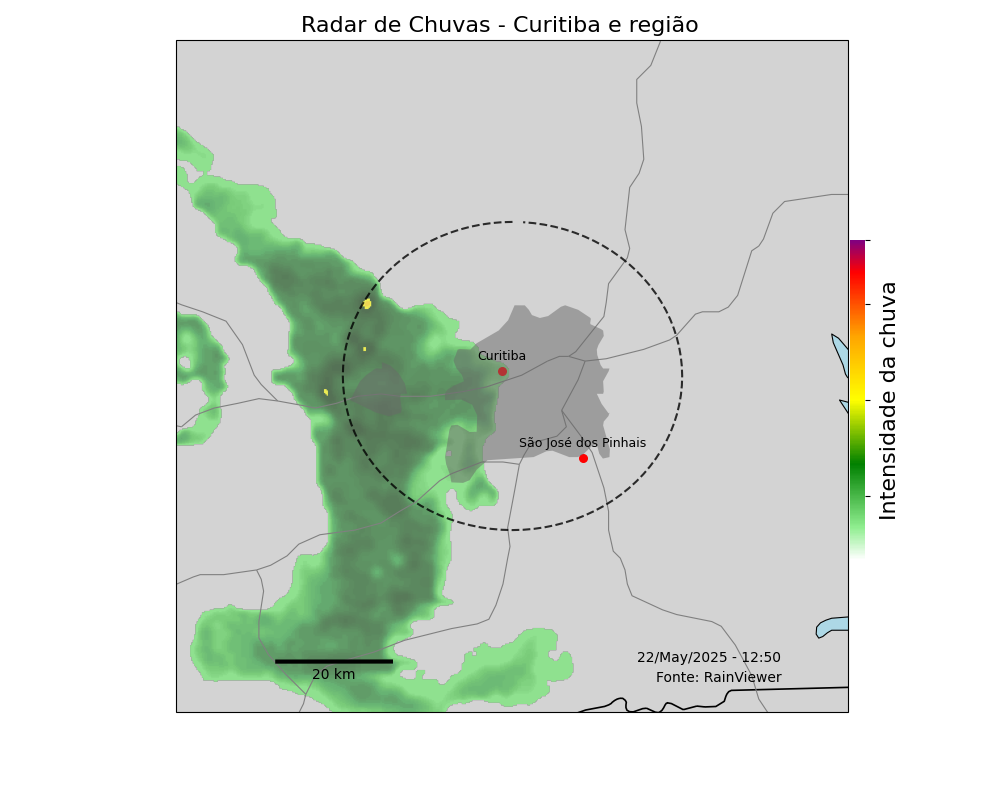 Radar de Chuvas - Curitiba e região
Curitiba
São José dos Pinhais
Intensidade da chuva
20 km
22/May/2025 - 12:50
Fonte: RainViewer